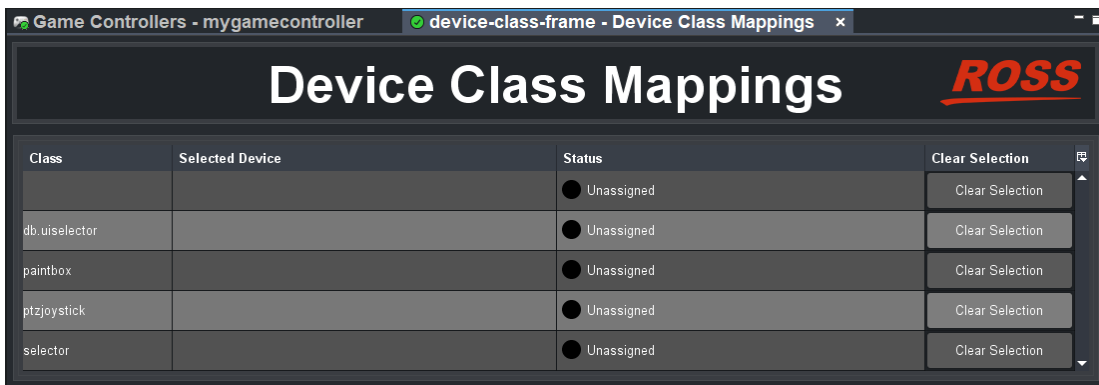 Game Controllers - mygamecontroller device-class-frame - Device Class Mappings ×
Device Class Mappings ROSS
Class Selected Device Status Clear Selection
Unassigned Clear Selection
db.uiselector Unassigned Clear Selection
paintbox Unassigned Clear Selection
ptzjoystick Unassigned Clear Selection
selector Unassigned Clear Selection